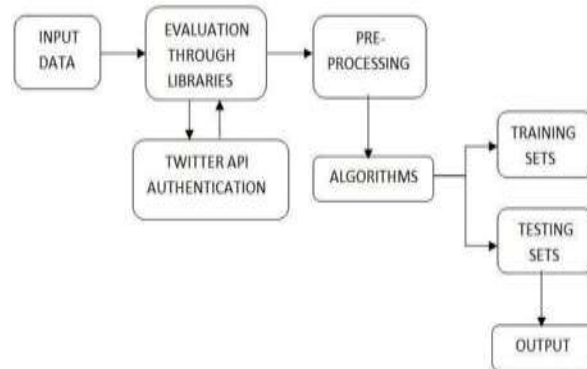 INPUT
DATA
EVALUATION
THROUGH
LIBRARIES
PRE-
PROCESSING
TWITTER API
AUTHENTICATION
ALGORITHMS
TRAINING
SETS
TESTING
SETS
OUTPUT